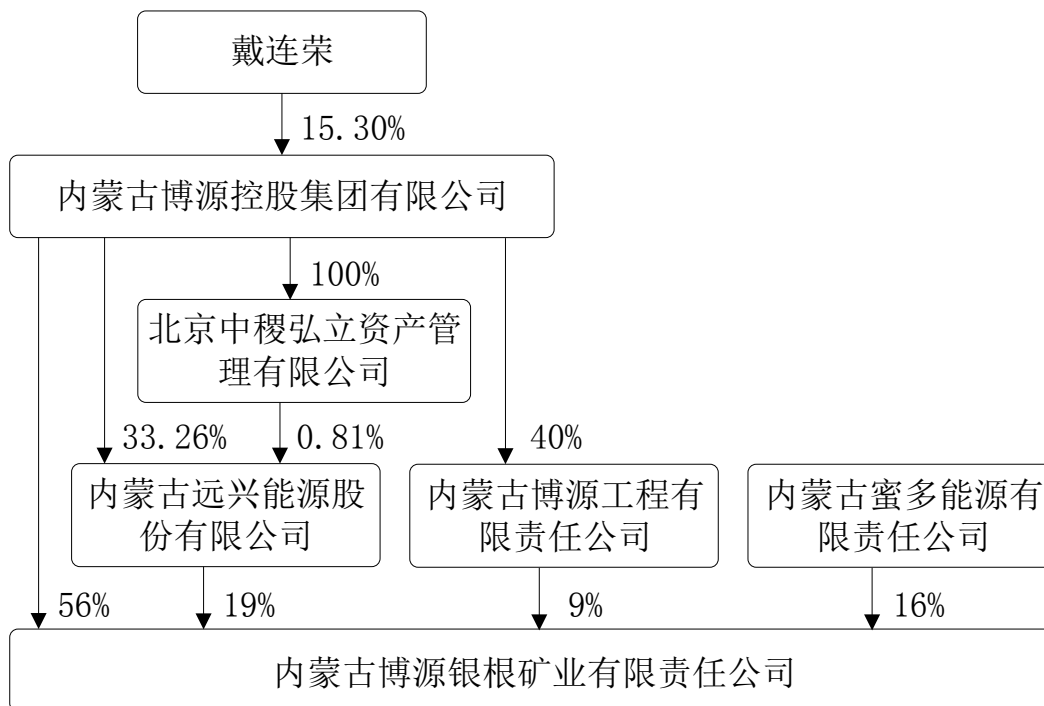 戴连荣
15.30%
内蒙古博源控股集团有限公司
100%
北京中稷弘立资产管
理有限公司
33.26%
0.81%
40%
内蒙古远兴能源股
份有限公司
内蒙古博源工程有
限责任公司
内蒙古蜜多能源有
限责任公司
56%
19%
9%
16%
内蒙古博源银根矿业有限责任公司